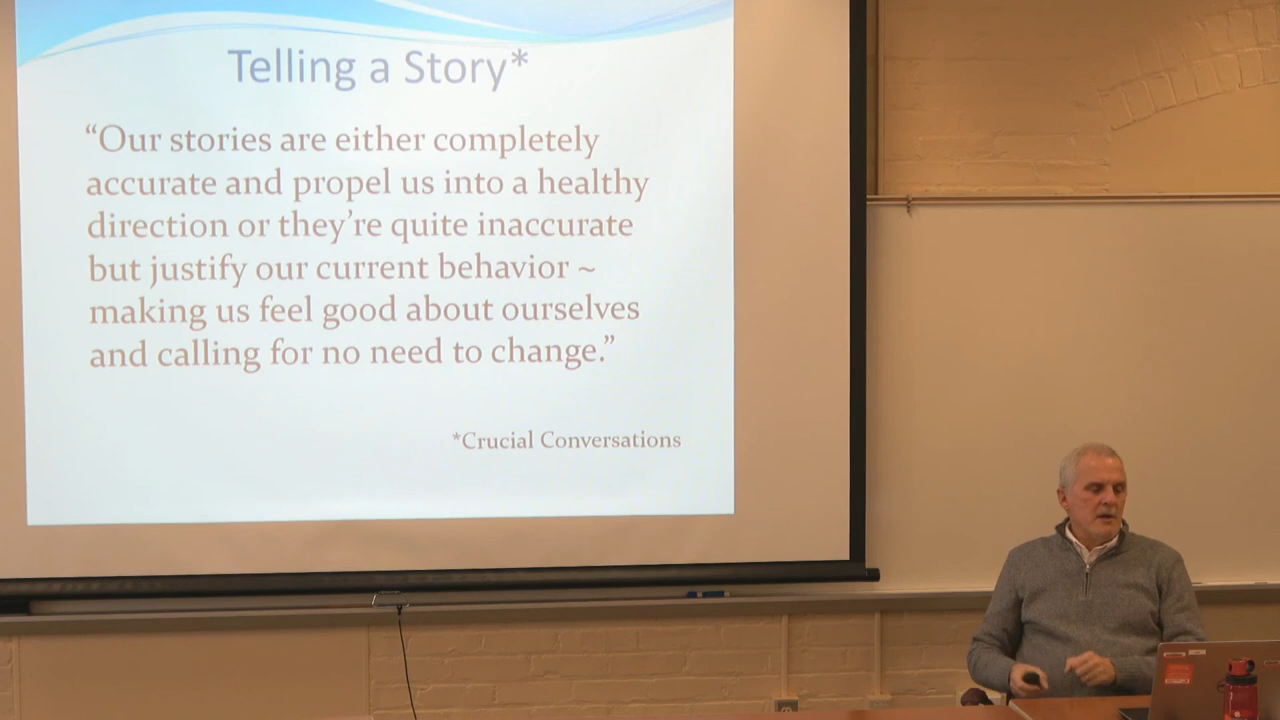 Telling a Story*
“Our stories are either completely
accurate and propel us into a healthy
direction or they’re quite inaccurate
but justify our current behavior ~
making us feel good about ourselves
and calling for no need to change.”
*Crucial Conversations